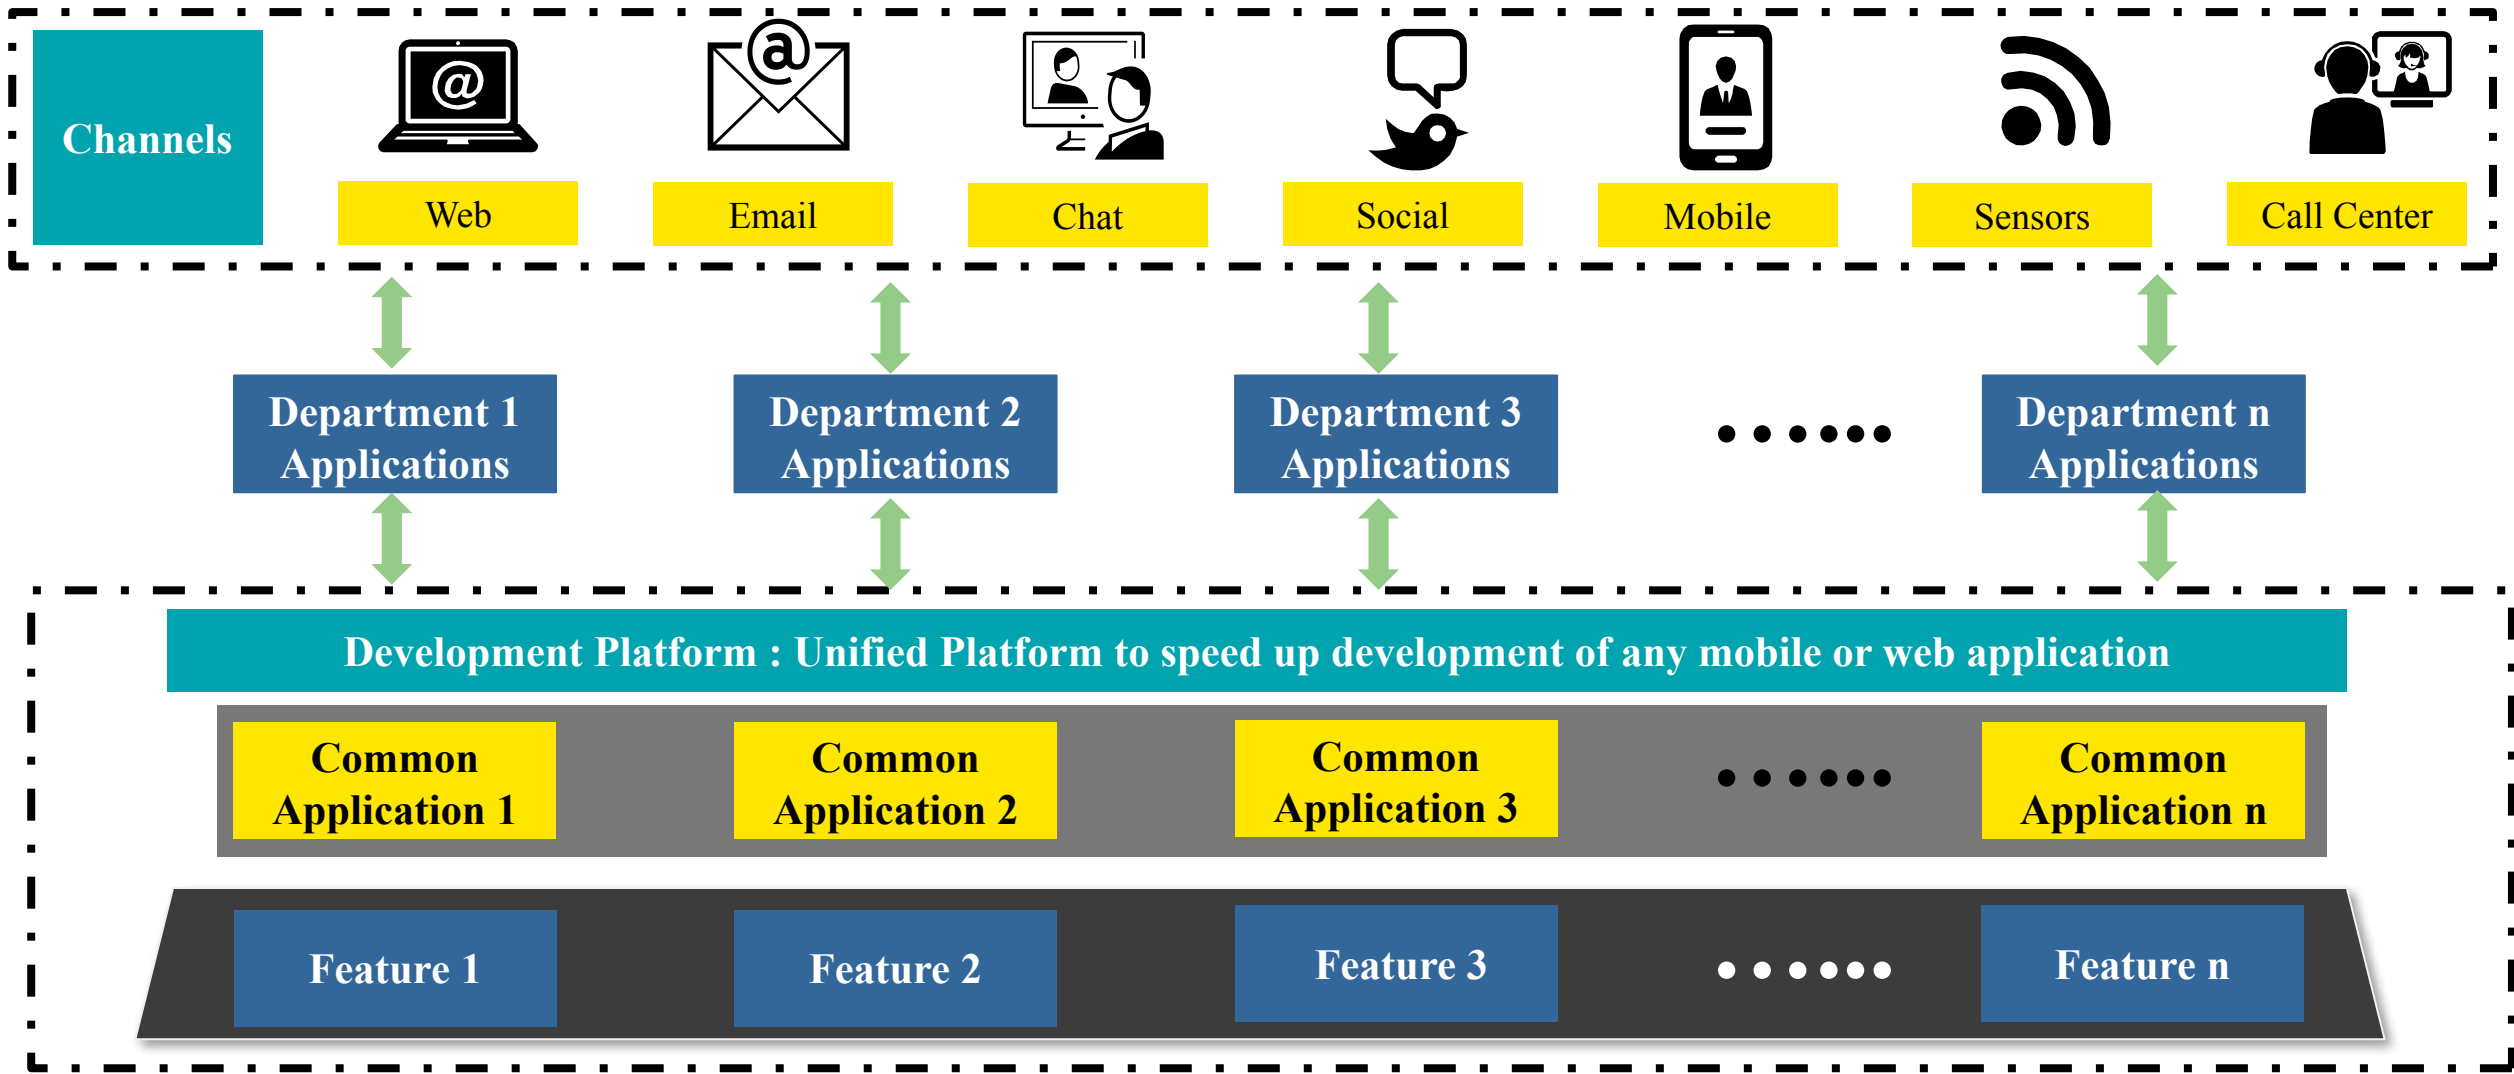 @
@
Channels
Web
Email
Chat
Social
Mobile
Sensors
Call Center
Department 1
Applications
Department 2
Applications
Department 3
Applications
Department n
Applications
Development Platform : Unified Platform to speed up development of any mobile or web application
Common
Application 1
Common
Application 2
Common
Application 3
Common
Application n
Feature 1
Feature 2
Feature 3
Feature n